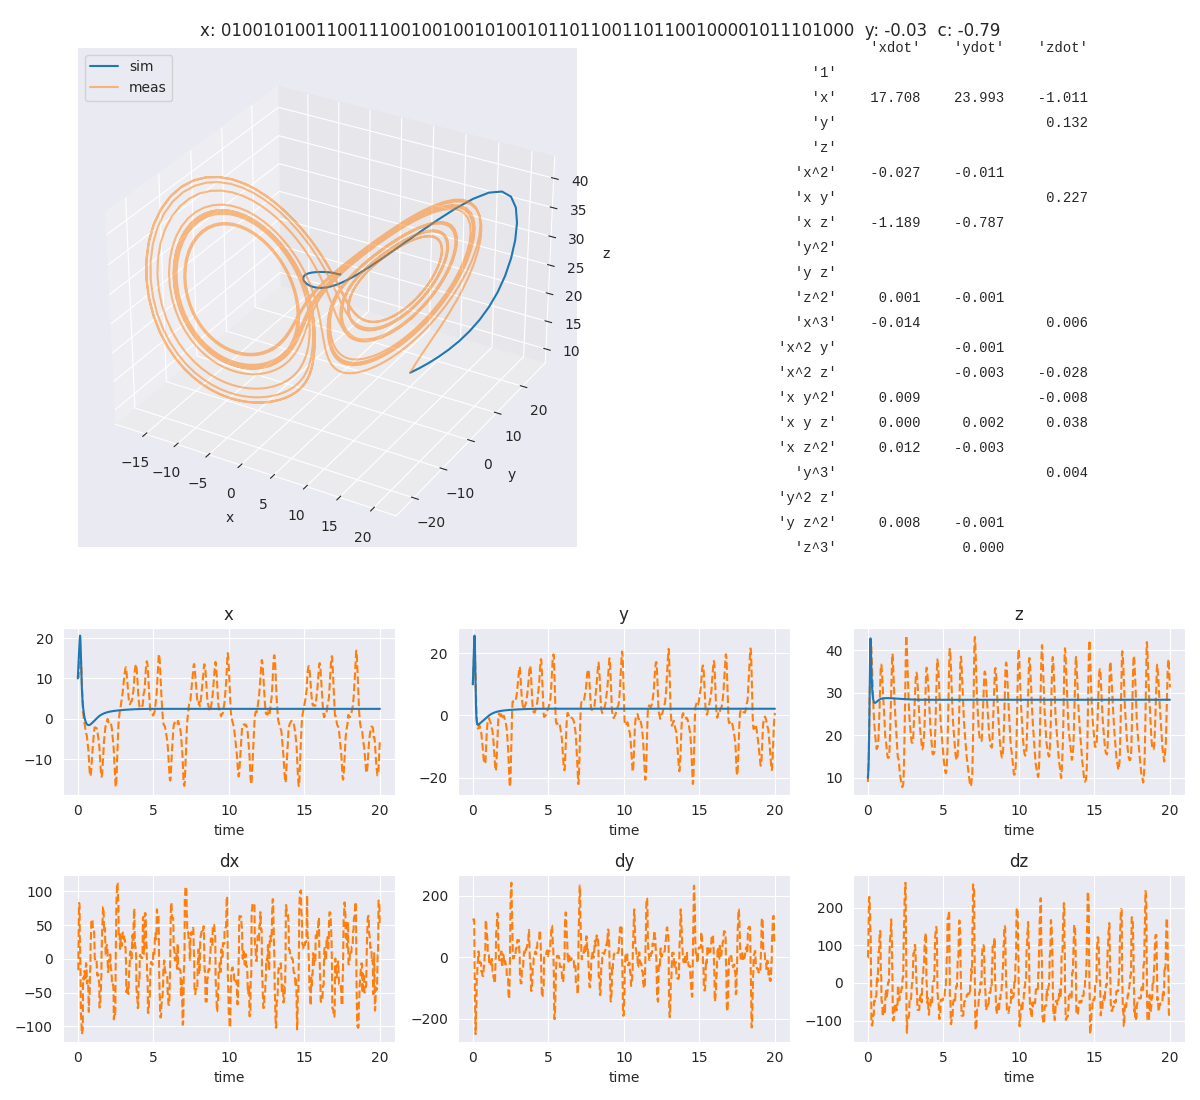 x: 010010100110011100100100101001011011001101100100001011101000 y: -0.03 c: -0.79
sim
meas
40
35
30
25
20
15
10
z
−15
−10
−5
0
5
10
15
20
x
−20
−10
0
10
20
y
'xdot' 'ydot' 'zdot'
'1'
'x' 17.708 23.993 -1.011
'y' 0.132
'z'
'x^2' -0.027 -0.011
'x y' 0.227
'x z' -1.189 -0.787
'y^2'
'y z'
'z^2' 0.001 -0.001
'x^3' -0.014 0.006
'x^2 y' -0.001
'x^2 z' -0.003 -0.028
'x y^2' 0.009 -0.008
'x y z' 0.000 0.002 0.038
'x z^2' 0.012 -0.003
'y^3' 0.004
'y^2 z'
'y z^2' 0.008 -0.001
'z^3' 0.000
x
20
10
0
−10
0 5 10 15 20
time
y
20
0
−20
0 5 10 15 20
time
z
40
30
20
10
0 5 10 15 20
time
dx
100
50
0
−50
−100
0 5 10 15 20
time
dy
200
0
−200
0 5 10 15 20
time
dz
200
100
0
−100
0 5 10 15 20
time